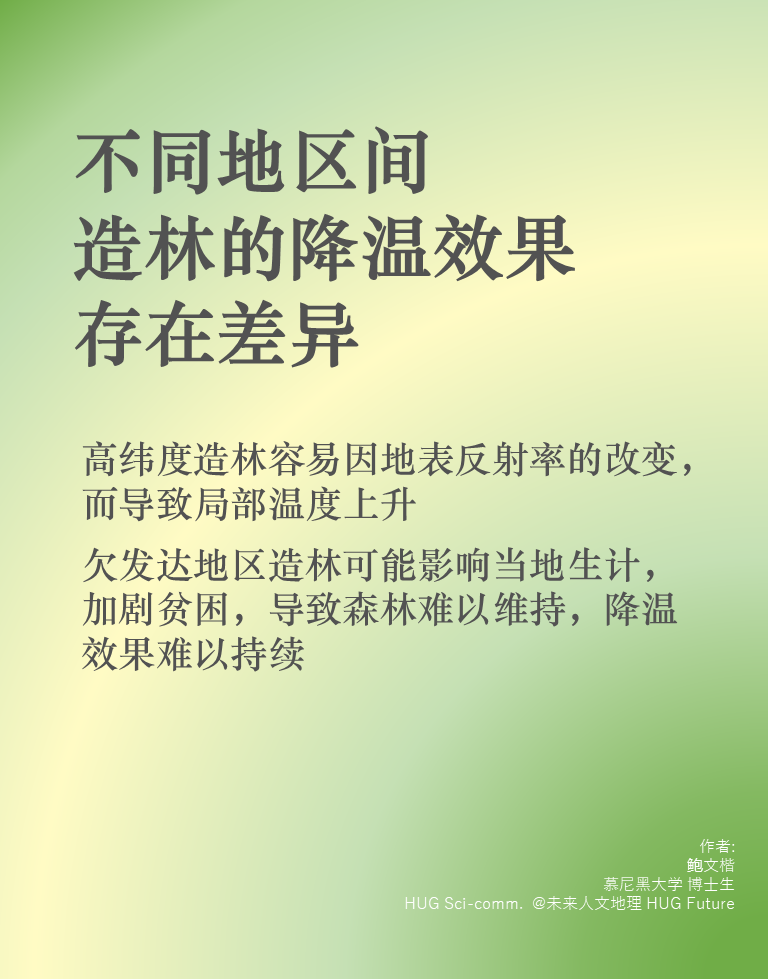 不同地区间
造林的降温效果
存在差异
高纬度造林容易因地表反射率的改变，
而导致局部温度上升
欠发达地区造林可能影响当地生计，
加剧贫困，导致森林难以维持，降温
效果难以持续
作者:
鲍文楷
慕尼黑大学 博士生
HUG Sci-comm. @未来人文地理 HUG Future